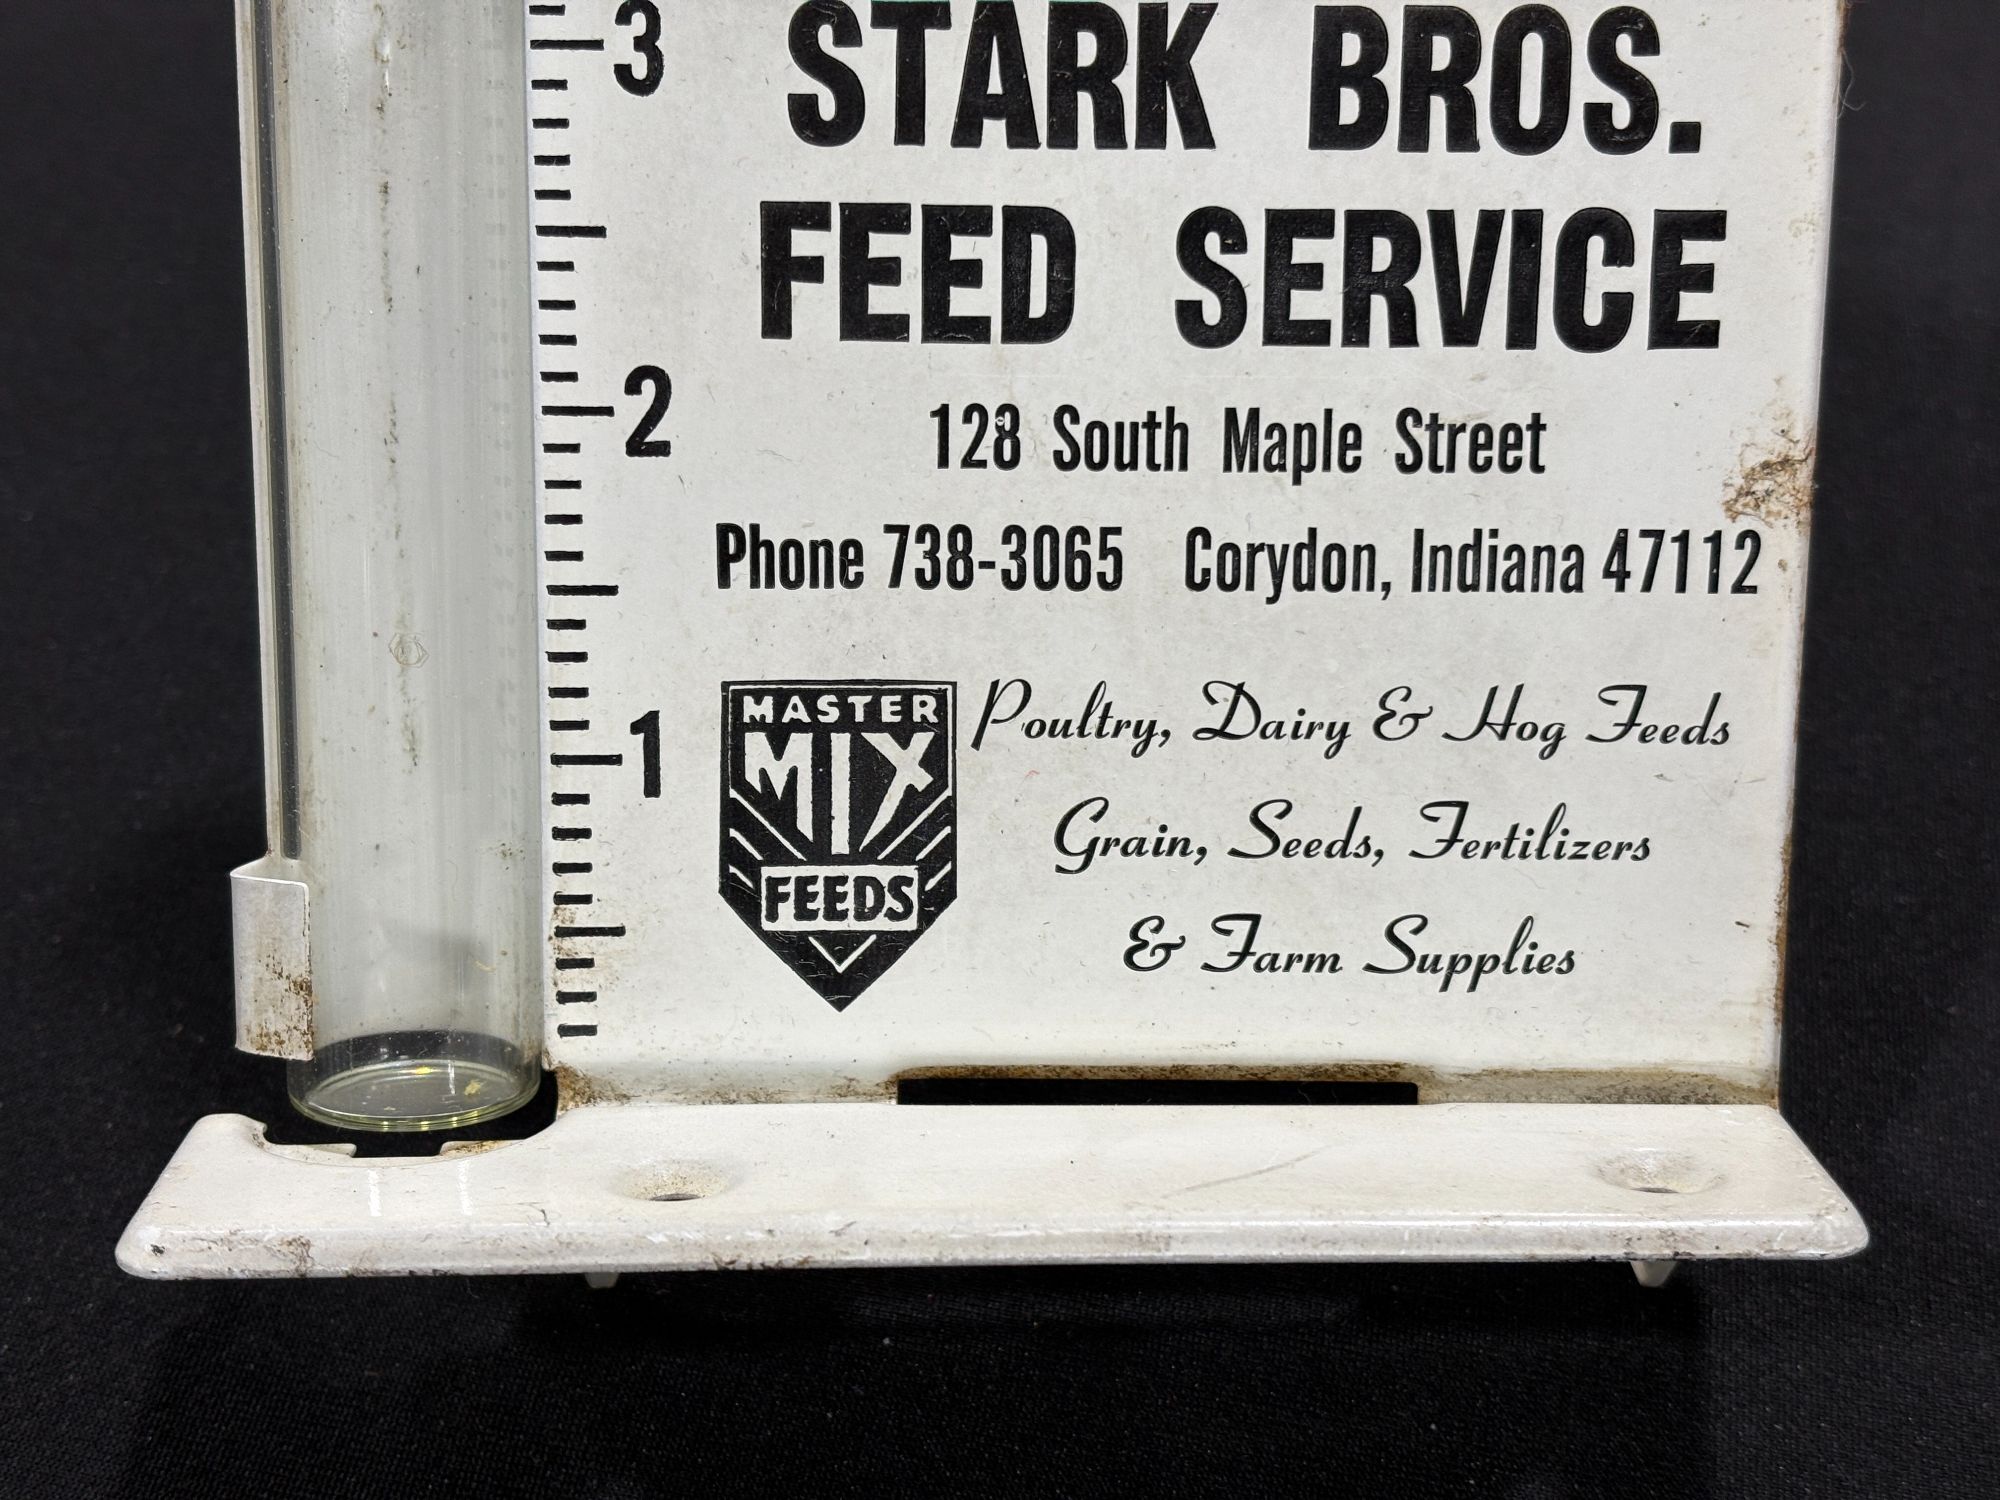 3
STARK BROS.
FEED SERVICE
2
128 South Maple Street
Phone 738-3065 Corydon, Indiana 47112
1
MASTER
MIX
FEEDS
Poultry, Dairy & Hog Feeds
Grain, Seeds, Fertilizers
& Farm Supplies